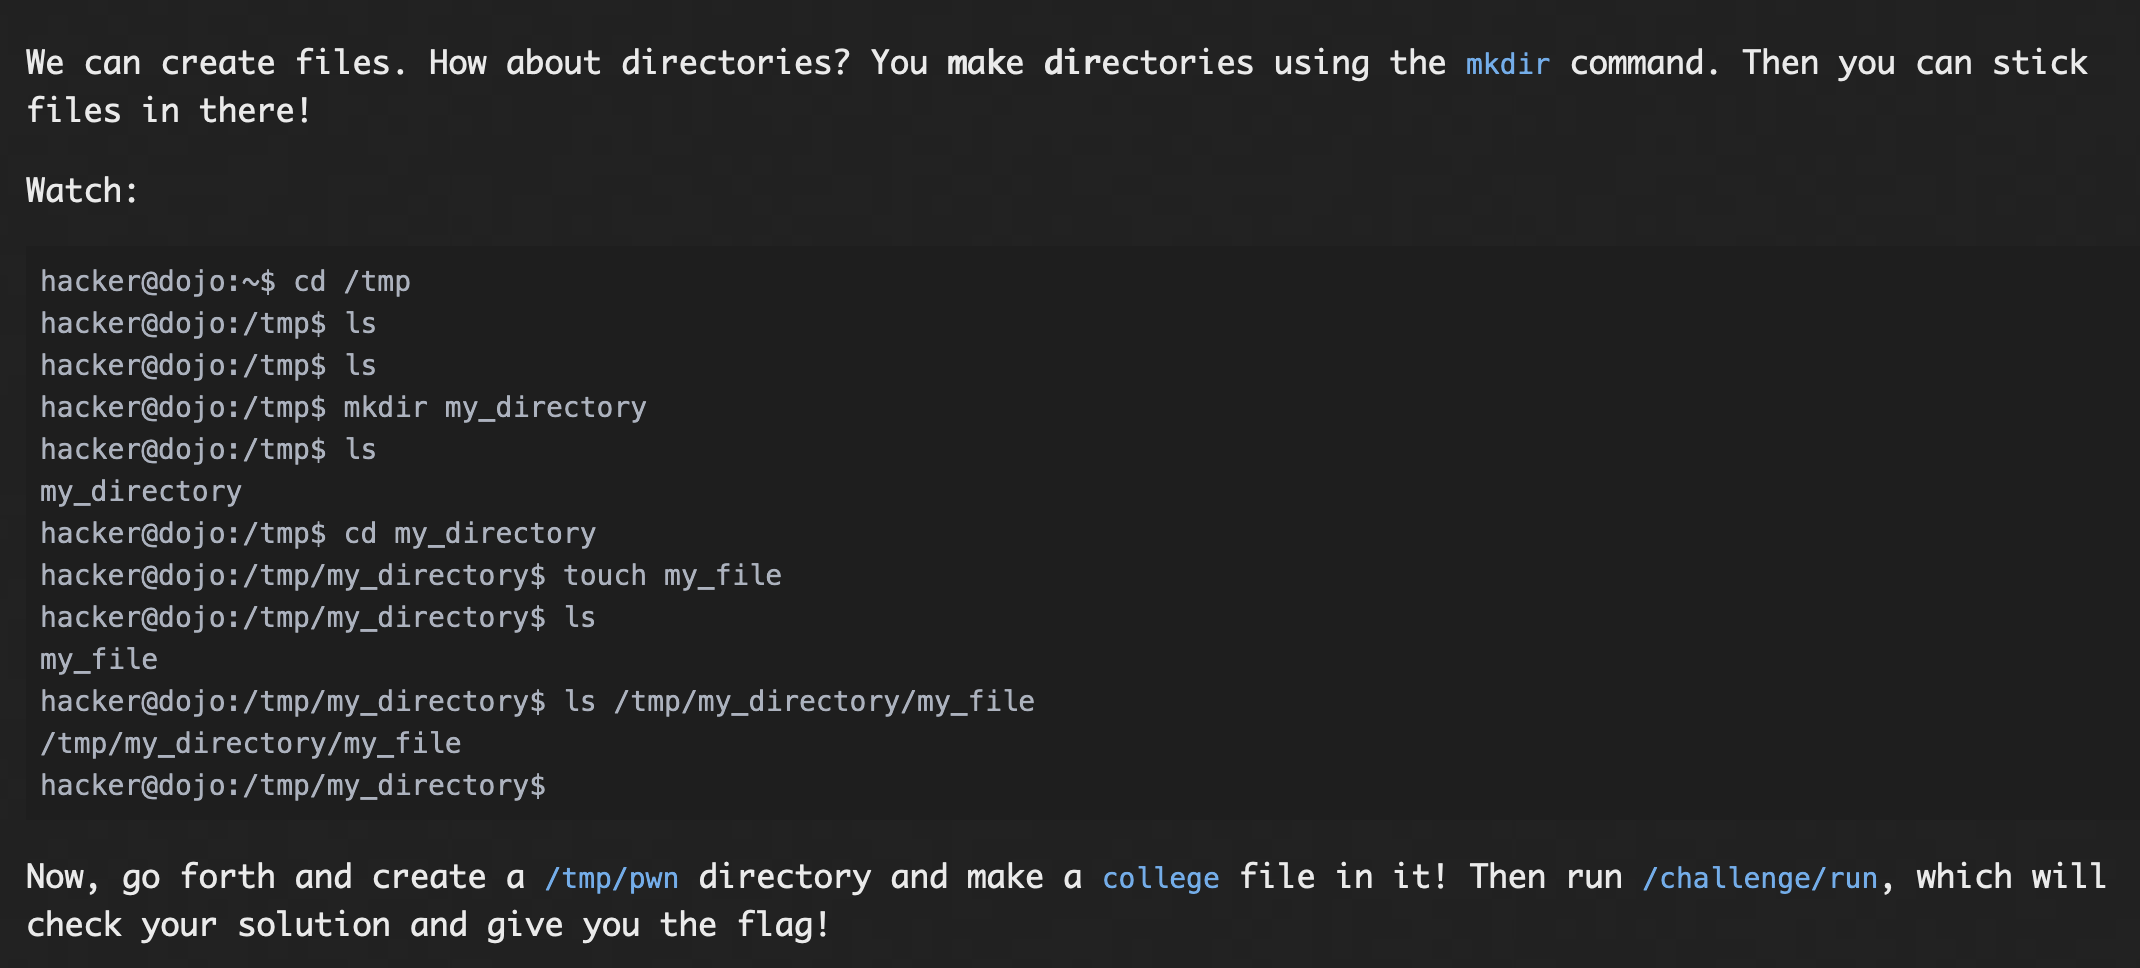 We can create files. How about directories? You make directories using the mkdir command. Then you can stick
files in there!
Watch:
hacker@dojo:~$ cd /tmp
hacker@dojo:/tmp$ ls
hacker@dojo:/tmp$ ls
hacker@dojo:/tmp$ mkdir my_directory
hacker@dojo:/tmp$ ls
my_directory
hacker@dojo:/tmp$ cd my_directory
hacker@dojo:/tmp/my_directory$ touch my_file
hacker@dojo:/tmp/my_directory$ ls
my_file
hacker@dojo:/tmp/my_directory$ ls /tmp/my_directory/my_file
/tmp/my_directory/my_file
hacker@dojo:/tmp/my_directory$
Now, go forth and create a /tmp/pwn directory and make a college file in it! Then run /challenge/run, which will
check your solution and give you the flag!